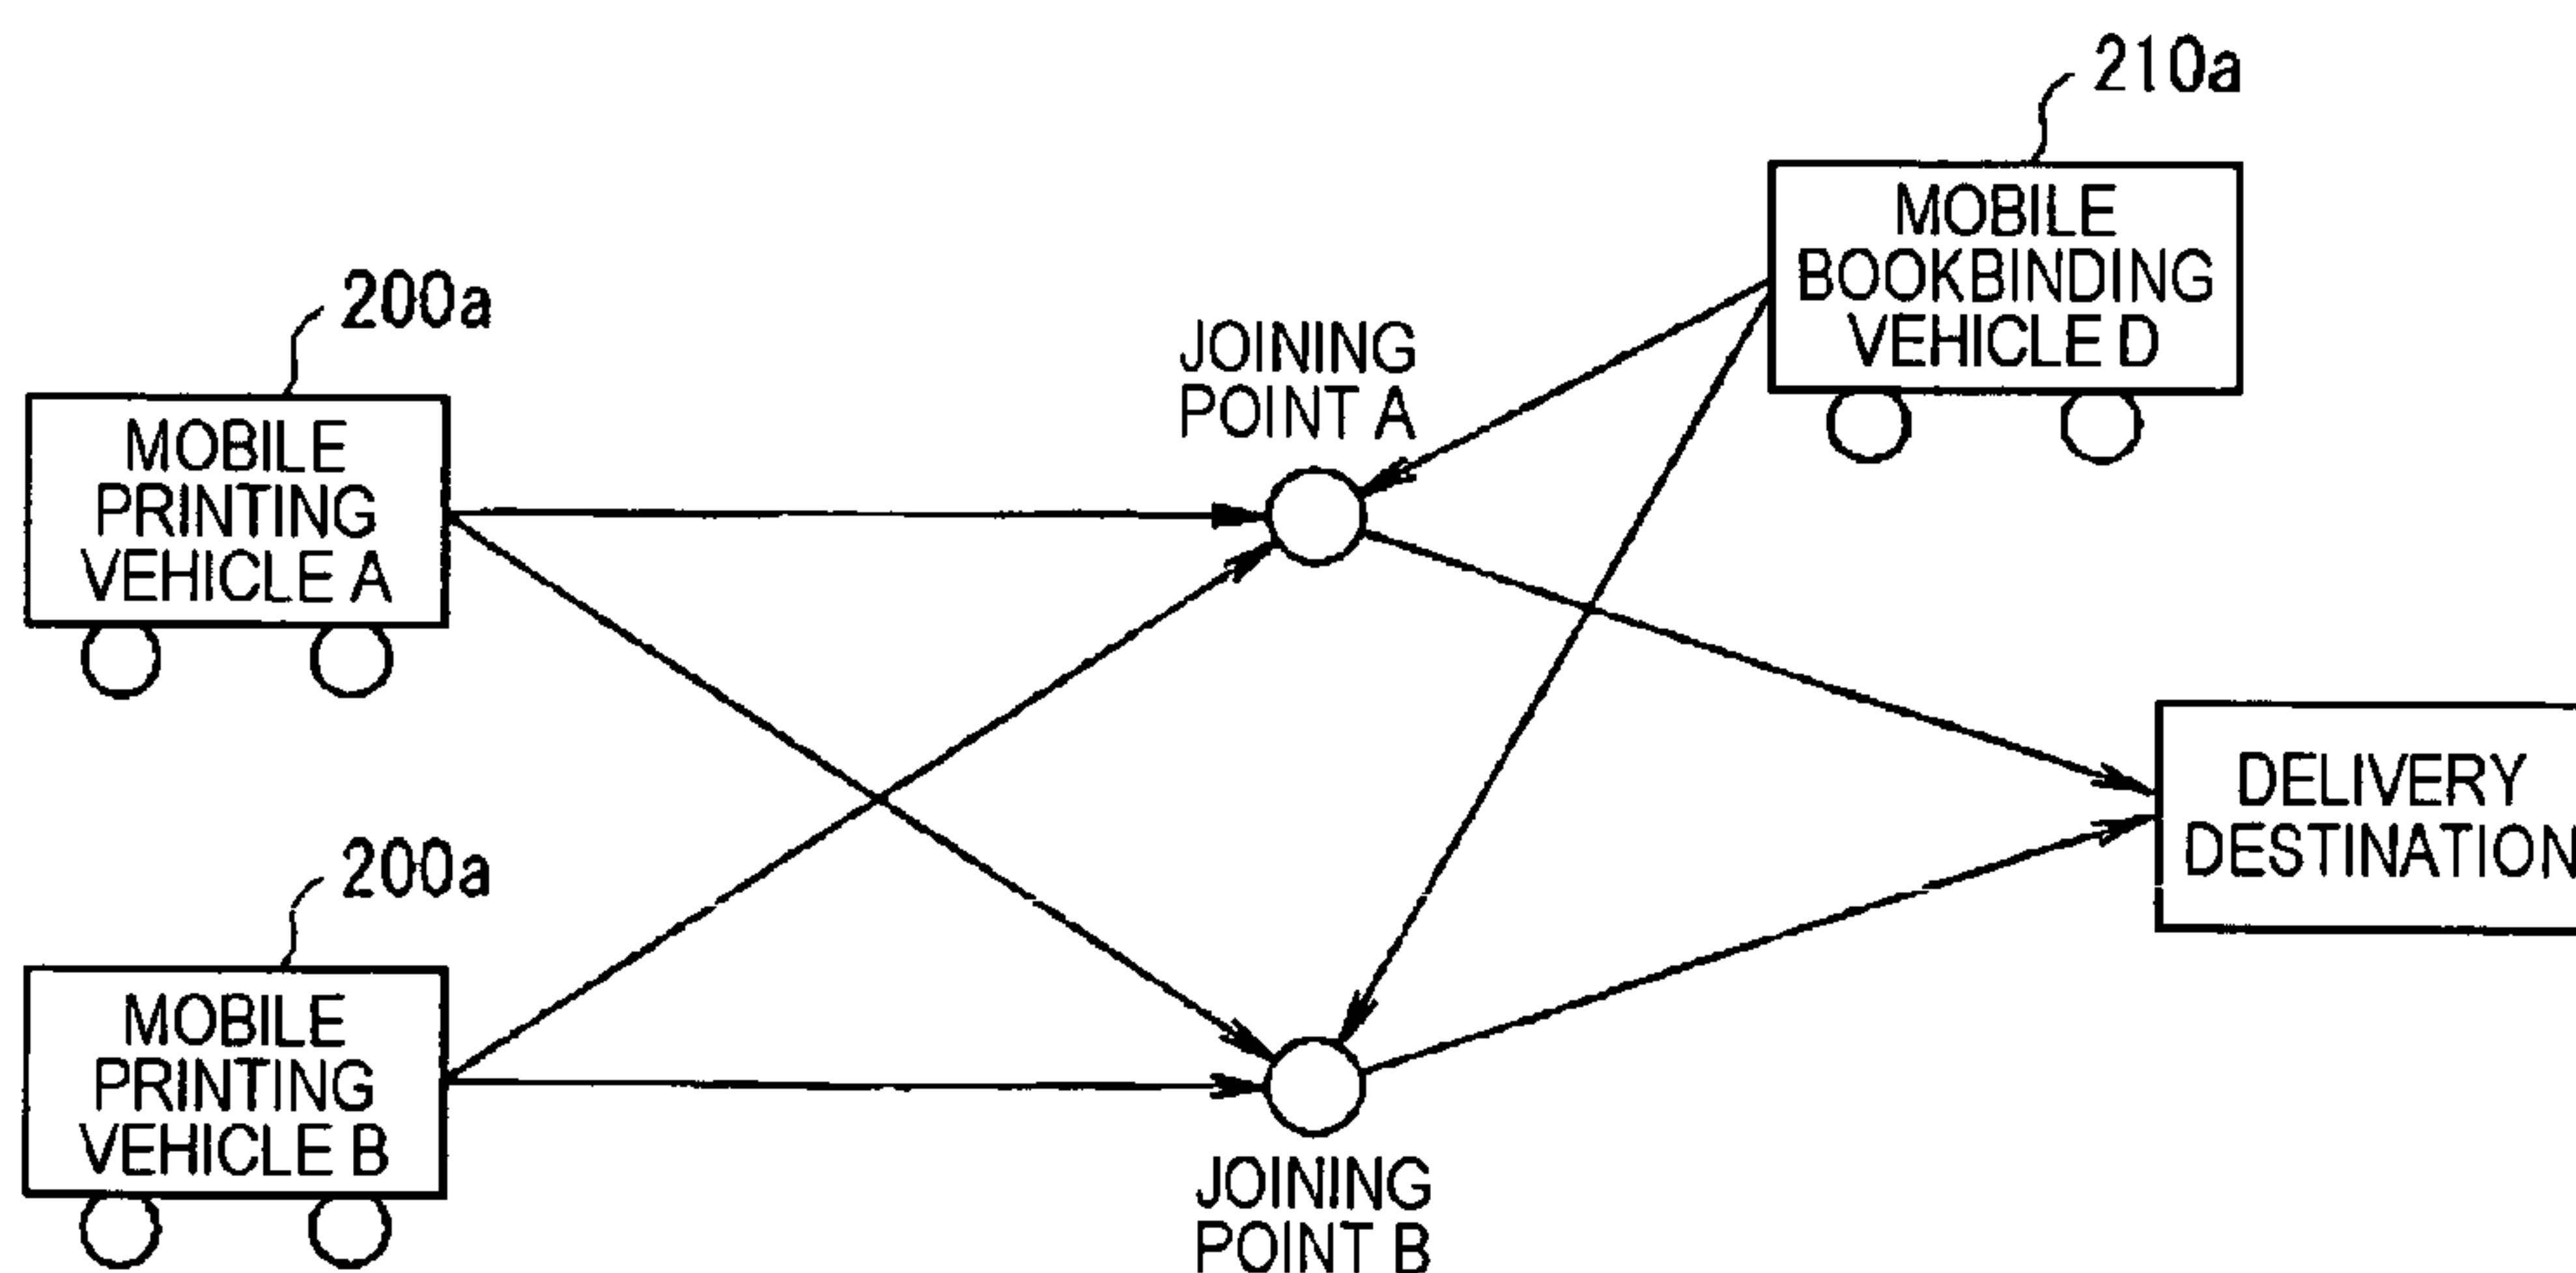 210a
MOBILE
BOOKBINDING
VEHICLE D
200a
MOBILE
PRINTING
VEHICLE A
JOINING
POINT A
DELIVERY
DESTINATION
200a
MOBILE
PRINTING
VEHICLE B
JOINING
POINT B